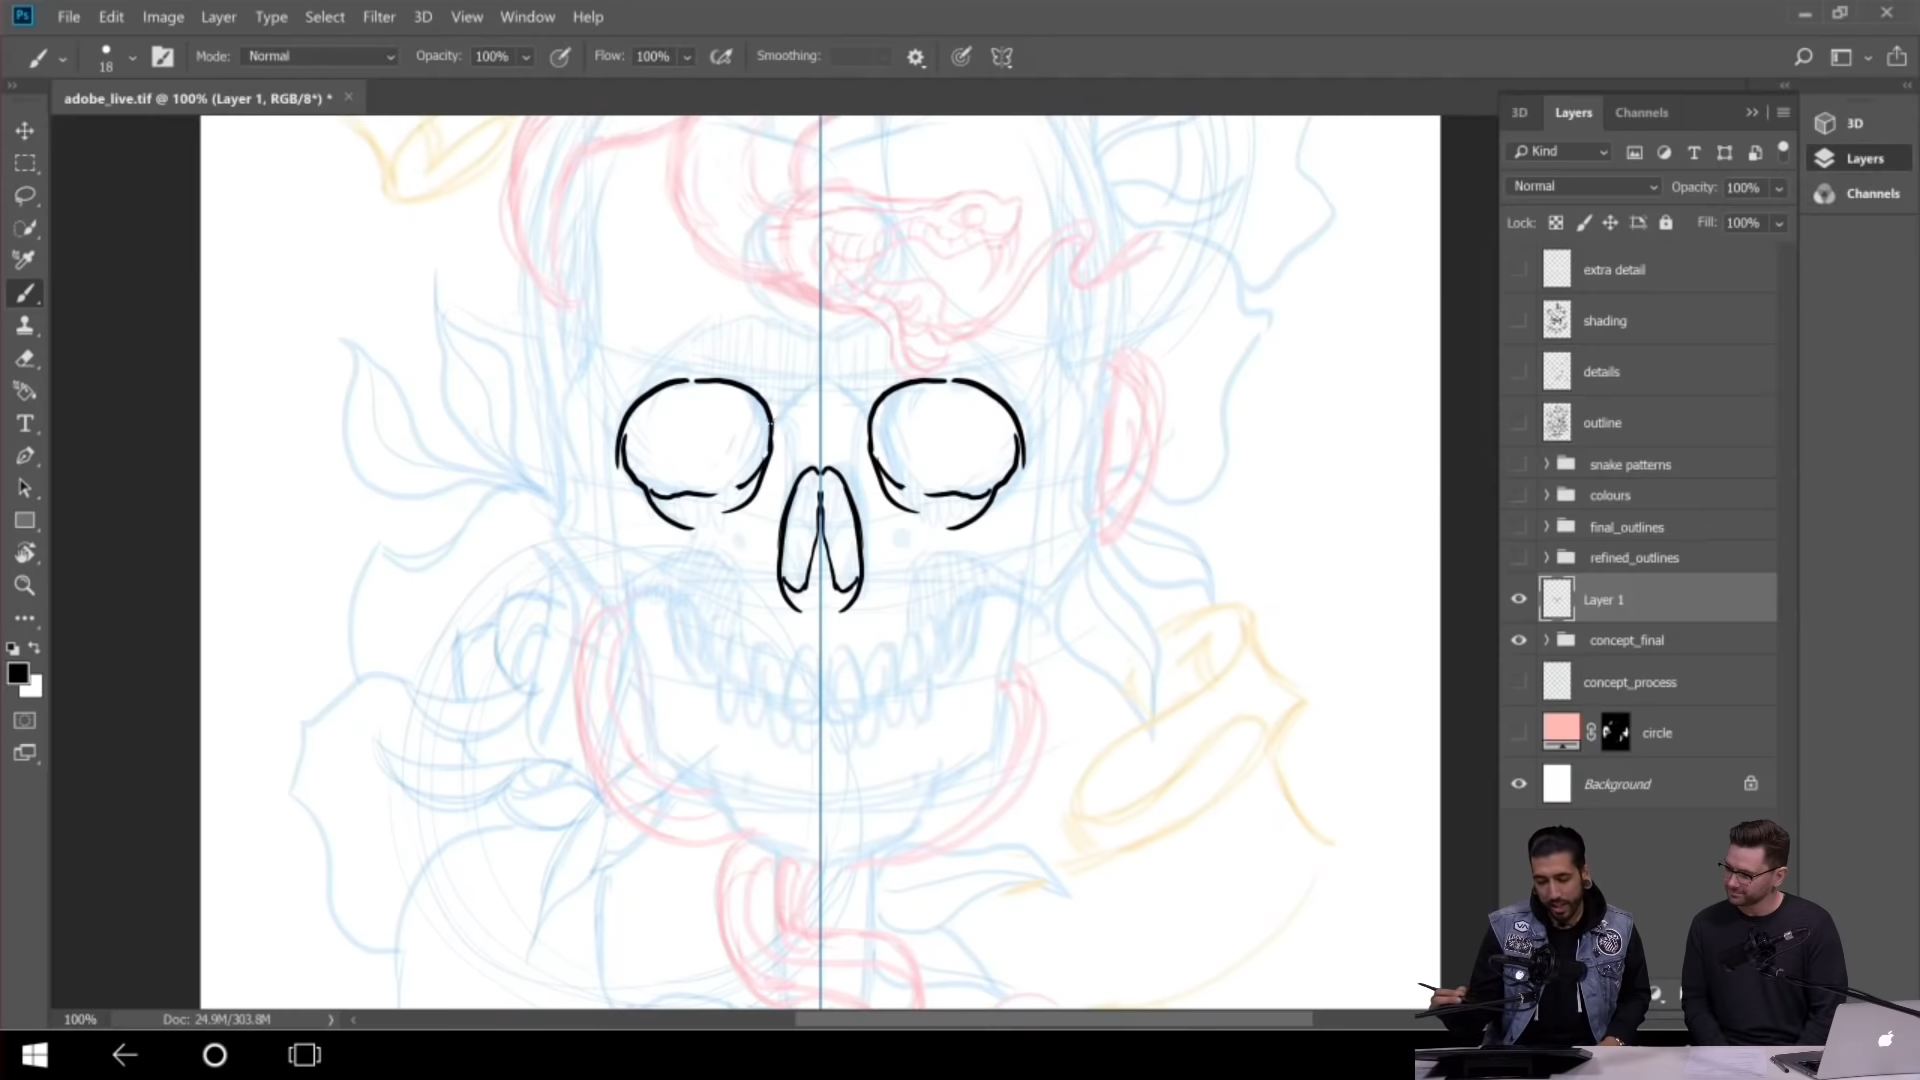 Ps File Edit Image Layer Type Select Filter 3D View Window Help
18 Mode: Normal Opacity: 100% Flow: 100% Smoothing:
adobe_live.tif @ 100% (Layer 1, RGB/8*) * ×
3D Layers Channels
3D
Kind
Layers
Normal Opacity: 100%
Channels
Lock: Fill: 100%
extra detail
shading
details
outline
snake patterns
colours
final_outlines
refined_outlines
Layer 1
concept_final
concept_process
circle
Background
100% Doc: 24.9M/303.8M